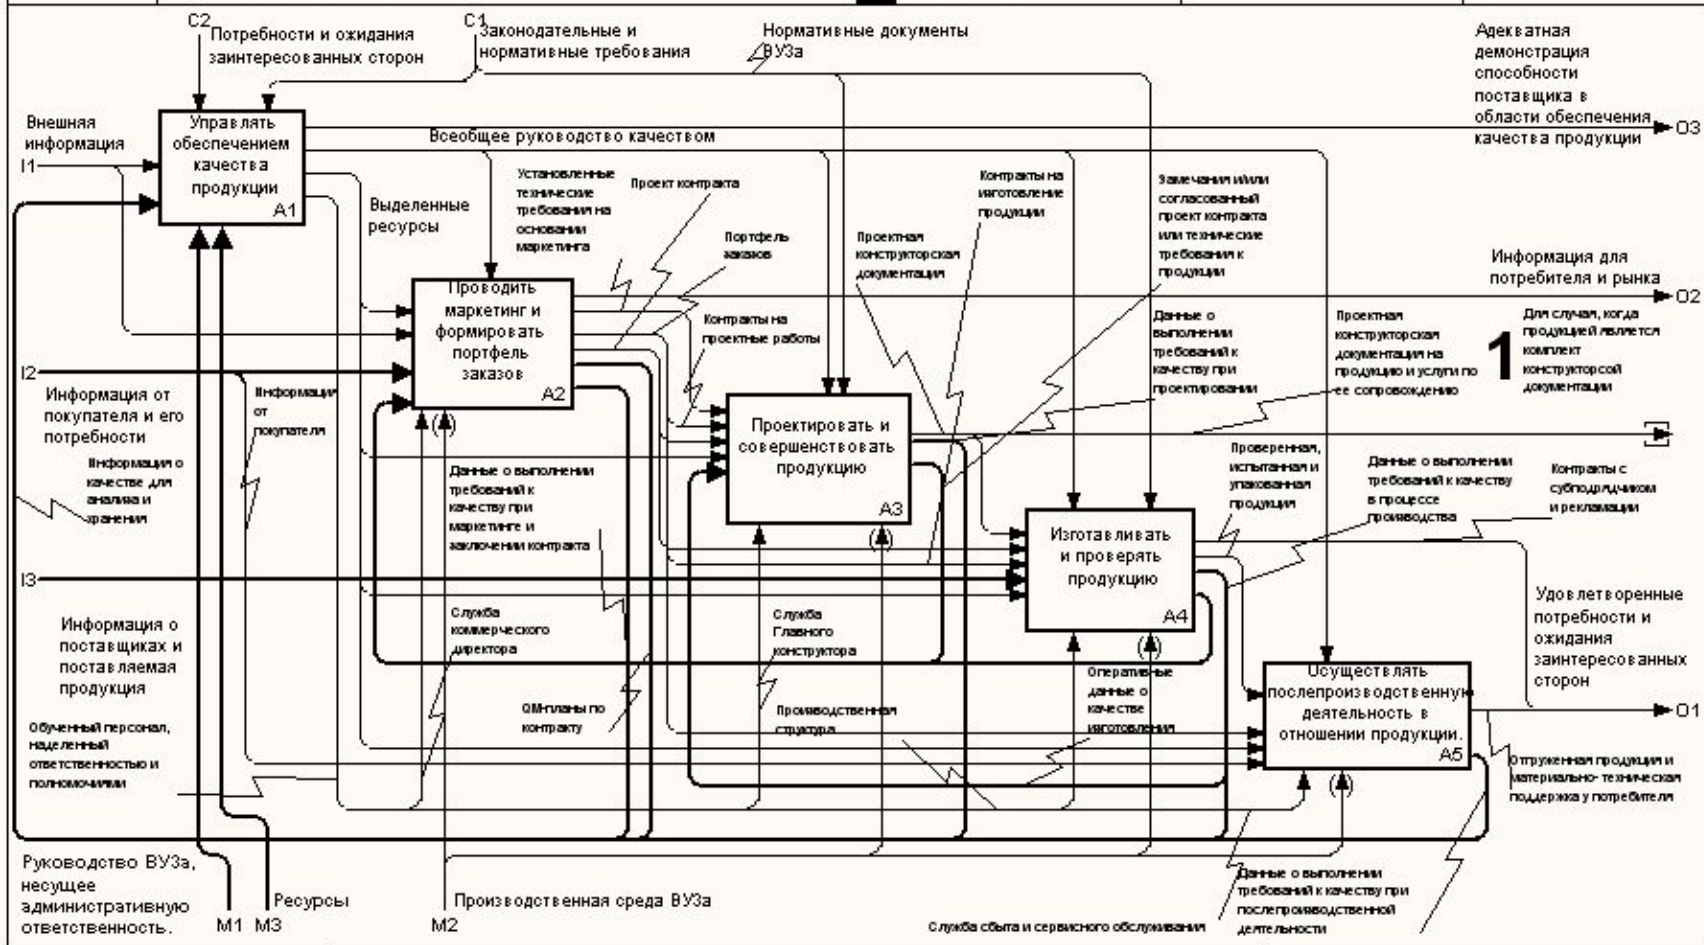 C2
Потребности и ожидания
заинтересованных сторон
C1
Законодательные и
нормативные требования
Нормативные документы
ВУЗа
Адекватная
демонстрация
способности
поставщика в
области обеспечения
качества продукции
O3
Внешняя
информация
I1
Управлять
обеспечением
качества
продукции
A1
Всеобщее руководство качеством
Выделенные
ресурсы
Установленные
технические
требования на
основании
маркетинга
Проект контракта
Портфель
заказов
Контракты на
проектные работы
Проектная
конструкторская
документация
Контракты на
изготовление
продукции
Замечания и/или
согласованный
проект контракта
или технические
требования к
продукции
Информация для
потребителя и рынка
O2
Проводить
маркетинг и
формировать
портфель
заказов
A2
Данные о
выполнении
требований к
качеству при
проектировании
Проектная
конструкторская
документация на
продукцию и услуги по
ее сопровождению
1
Для случая, когда
продукцией является
комплект
конструкторсой
документации
I2
Информация от
покупателя и его
потребности
Информация
от
покупателя
( )
Проектировать и
совершенствовать
продукцию
A3
Информация о
качестве для
анализа и
хранения
Данные о выполнении
требований к
качеству при
маркетинге и
заключении контракта
( )
Проверенная,
испытанная и
упакованная
продукция
Данные о выполнении
требований к качеству
в процессе
производства
Контракты с
субподрядчиком
и рекламации
Изготавливать
и проверять
продукцию
A4
I3
Информация о
поставщиках и
поставляемая
продукция
Служба
коммерческого
директора
Служба
Главного
конструктора
( )
Удовлетворенные
потребности и
ожидания
заинтересованных
сторон
O1
Оперативные
данные о
качестве
изготовления
Осуществлять
послепроизводственную
деятельность в
отношении продукции.
A5
QM-планы по
контракту
Производственная
структура
Обученный персонал,
наделенный
ответственностью и
полномочиями
( )
Отгруженная продукция и
материально- техническая
поддержка у потребителя
Руководство ВУЗа,
несущее
административную
ответственность.
M1
M3
Ресурсы
M2
Производственная среда ВУЗа
Данные о выполнении
требований к качеству при
послепроизводственной
деятельности
Служба сбыта и сервисного обслуживания